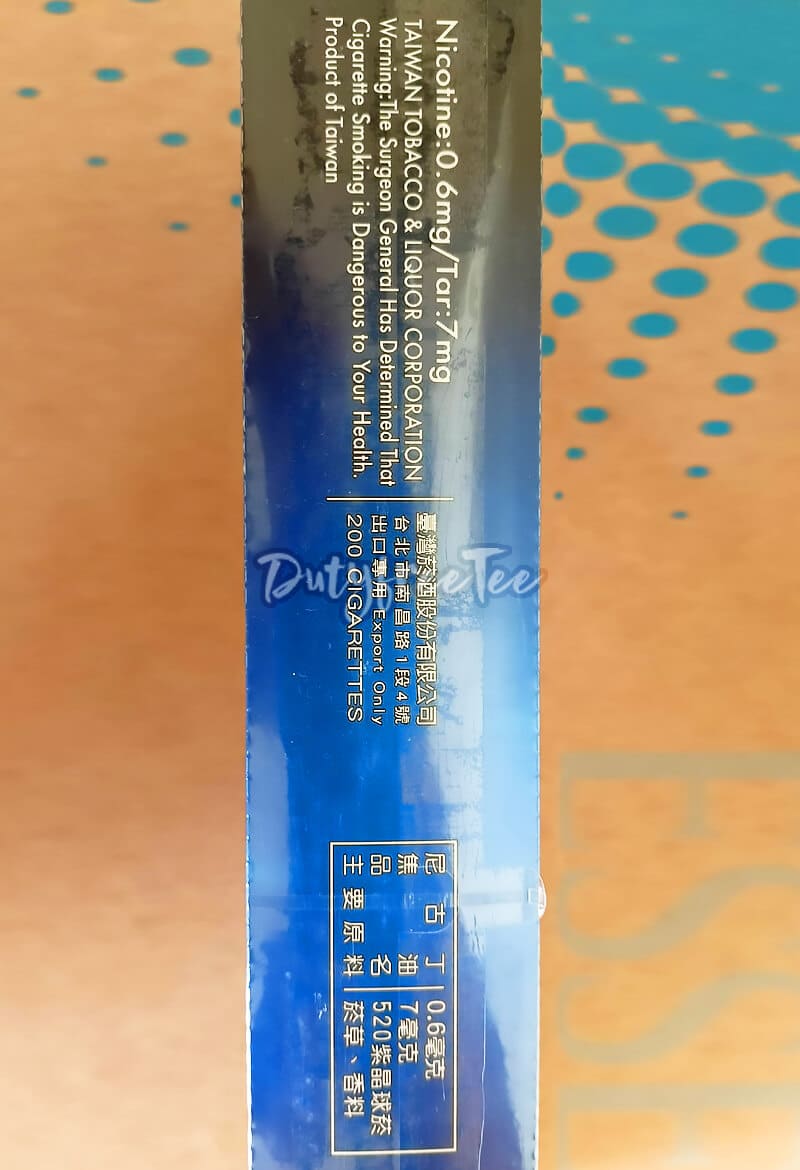 Nicotine:0.6mg/Tar:7mg
TAIWAN TOBACCO & LIQUOR CORPORATION
Warning:The Surgeon General Has Determined That
Cigarette Smoking is Dangerous to Your Health.
Product of Taiwan
臺灣菸酒股份有限公司
台北市南昌路1段4號
出口專用 Export Only
200 CIGARETTES
DutyfreeTee
尼古丁 0.6毫克
焦油 7毫克
品名 520紫晶球菸
主要原料 菸草、香料
ESSE